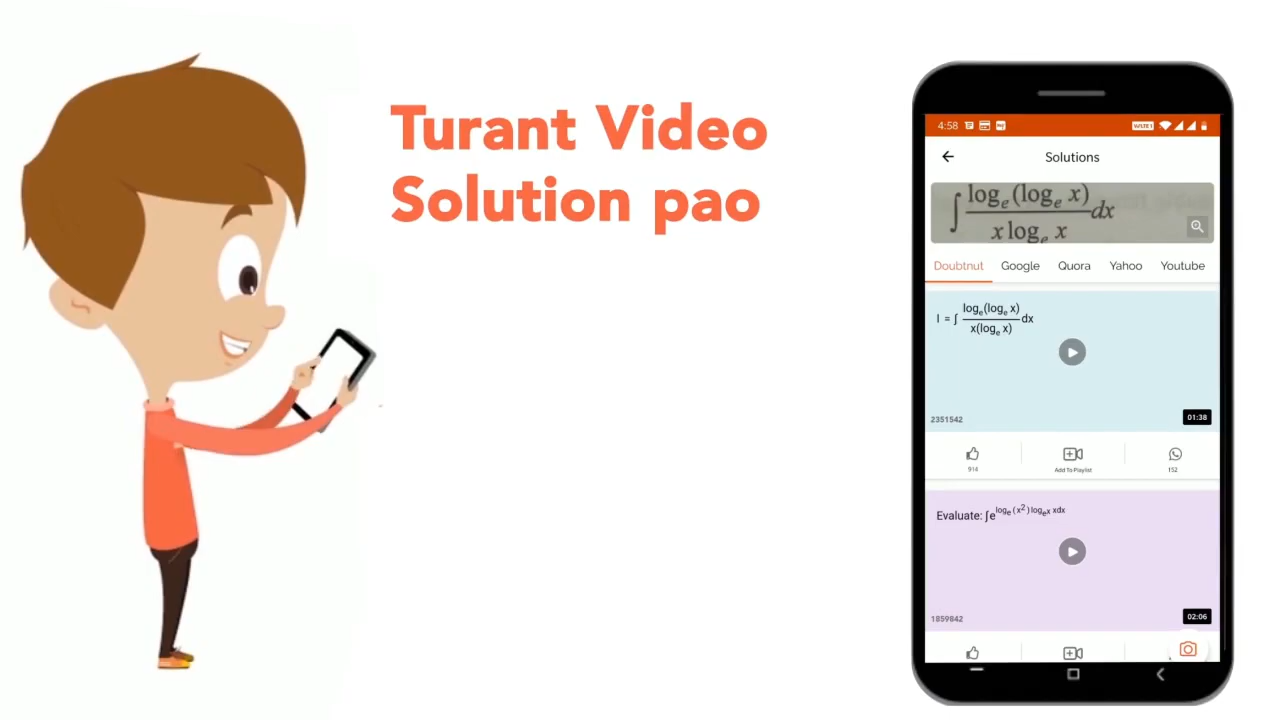 Turant Video
Solution pao
4:58
Solutions
∫ logₑ(logₑ x) / x logₑ x dx
Doubtnut Google Quora Yahoo Youtube
I = ∫ logₑ(logₑ x) / x(logₑ x) dx
2351542 01:38
914 Add To Playlist 152
Evaluate: ∫e^logₑ(x²)logₑx xdx
1859842 02:06